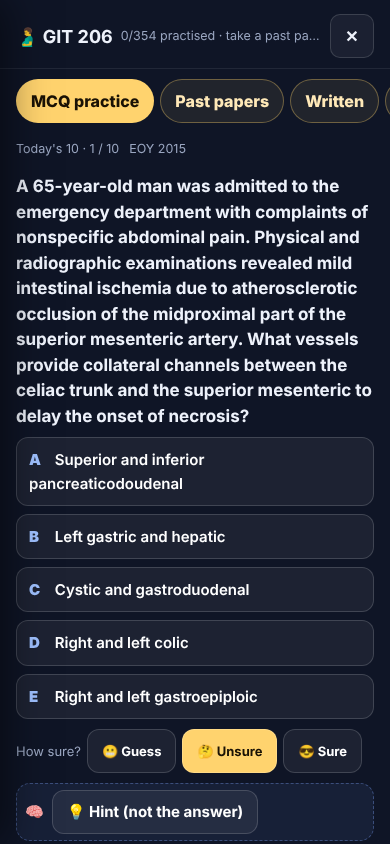 GIT 206 0/354 practised · take a past pa...
MCQ practice Past papers Written
Today's 10 · 1 / 10 EOY 2015
A 65-year-old man was admitted to the
emergency department with complaints of
nonspecific abdominal pain. Physical and
radiographic examinations revealed mild
intestinal ischemia due to atherosclerotic
occlusion of the midproximal part of the
superior mesenteric artery. What vessels
provide collateral channels between the
celiac trunk and the superior mesenteric to
delay the onset of necrosis?
A Superior and inferior
pancreaticodoudenal
B Left gastric and hepatic
C Cystic and gastroduodenal
D Right and left colic
E Right and left gastroepiploic
How sure? Guess Unsure Sure
Hint (not the answer)